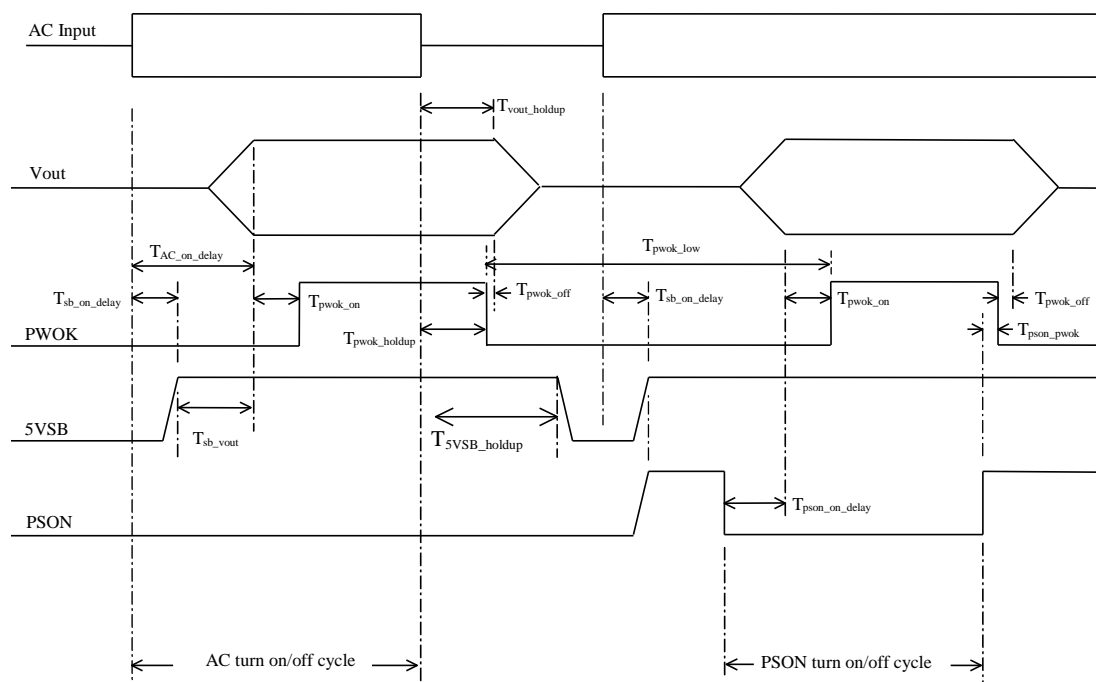 AC Input
Tvout_holdup
Vout
TAC_on_delay
Tpwok_low
Tsb_on_delay
Tpwok_on
Tpwok_off
Tsb_on_delay
Tpwok_on
Tpwok_off
PWOK
Tpwok_holdup
Tpson_pwok
5VSB
Tsb_vout
T5VSB_holdup
PSON
Tpson_on_delay
AC turn on/off cycle
PSON turn on/off cycle